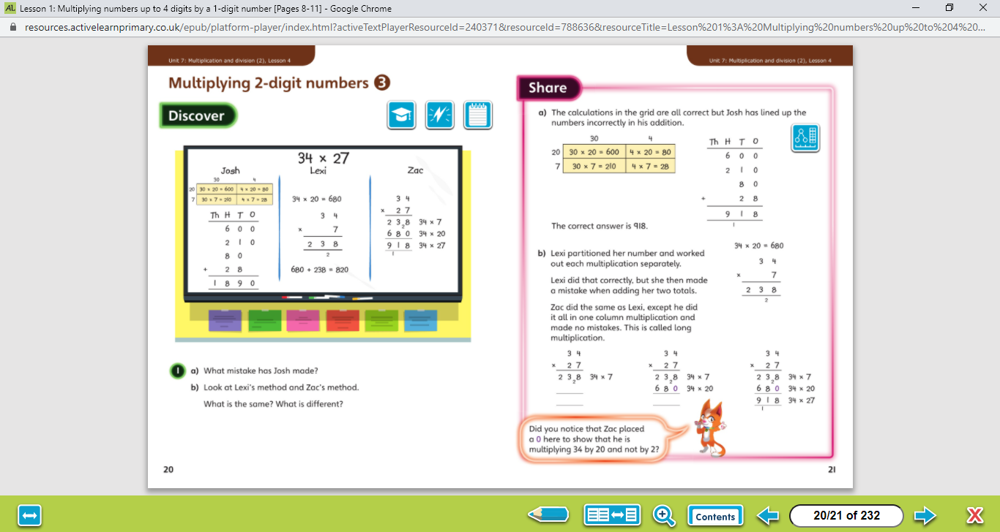 Lesson 1: Multiplying numbers up to 4 digits by a 1-digit number [Pages 8-11] - Google Chrome
resources.activelearnprimary.co.uk/epub/platform-player/index.html?activeTextPlayerResourceId=240371&resourceId=788636&resourceTitle=Lesson%201%3A%20Multiplying%20numbers%20up%20to%204%20...
Unit 7: Multiplication and division (2), Lesson 4
Multiplying 2-digit numbers 3
Discover
34 × 27
Josh
30 4
20 30 × 20 = 600 4 × 20 = 80
7 30 × 7 = 210 4 × 7 = 28
Th H T O
6 0 0
2 1 0
8 0
+ 2 8
1 8 9 0
Lexi
34 × 20 = 680
3 4
× 7
2 3 8
2
680 + 238 = 820
Zac
3 4
× 2 7
2 3 2 8 34 × 7
6 8 0 34 × 20
9 1 8 34 × 27
1
1 a) What mistake has Josh made?
b) Look at Lexi's method and Zac's method.
What is the same? What is different?
20
Unit 7: Multiplication and division (2), Lesson 4
Share
a) The calculations in the grid are all correct but Josh has lined up the
numbers incorrectly in his addition.
30 4
20 30 × 20 = 600 4 × 20 = 80
7 30 × 7 = 210 4 × 7 = 28
Th H T O
6 0 0
2 1 0
8 0
+ 2 8
9 1 8
1
The correct answer is 918.
b) Lexi partitioned her number and worked
out each multiplication separately.
Lexi did that correctly, but she then made
a mistake when adding her two totals.
Zac did the same as Lexi, except he did
it all in one column multiplication and
made no mistakes. This is called long
multiplication.
34 × 20 = 680
3 4
× 7
2 3 8
2
3 4
× 2 7
2 3 2 8 34 × 7
3 4
× 2 7
2 3 2 8 34 × 7
6 8 0 34 × 20
3 4
× 2 7
2 3 2 8 34 × 7
6 8 0 34 × 20
9 1 8 34 × 27
1
Did you notice that Zac placed
a 0 here to show that he is
multiplying 34 by 20 and not by 2?
21
Contents
20/21 of 232
X